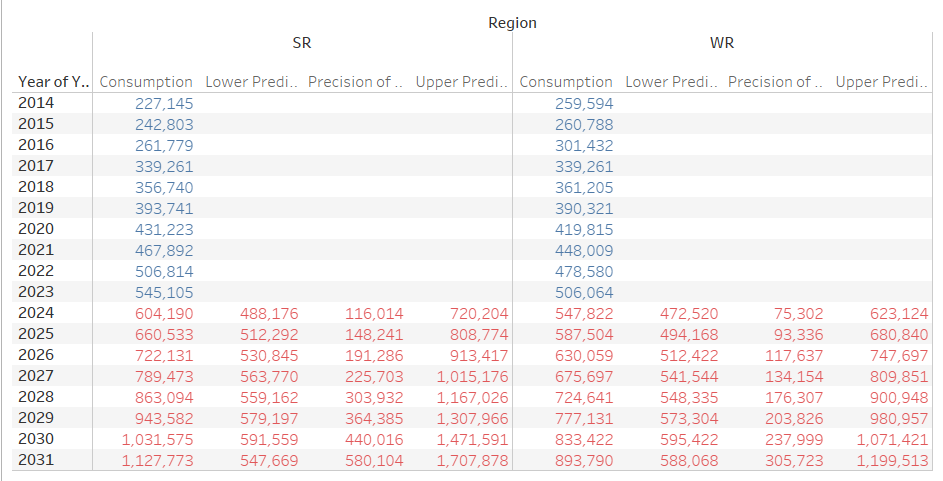 Region
SR WR
Year of Y.. Consumption Lower Predi.. Precision of .. Upper Predi.. Consumption Lower Predi.. Precision of .. Upper Predi..
2014 227,145 259,594
2015 242,803 260,788
2016 261,779 301,432
2017 339,261 339,261
2018 356,740 361,205
2019 393,741 390,321
2020 431,223 419,815
2021 467,892 448,009
2022 506,814 478,580
2023 545,105 506,064
2024 604,190 488,176 116,014 720,204 547,822 472,520 75,302 623,124
2025 660,533 512,292 148,241 808,774 587,504 494,168 93,336 680,840
2026 722,131 530,845 191,286 913,417 630,059 512,422 117,637 747,697
2027 789,473 563,770 225,703 1,015,176 675,697 541,544 134,154 809,851
2028 863,094 559,162 303,932 1,167,026 724,641 548,335 176,307 900,948
2029 943,582 579,197 364,385 1,307,966 777,131 573,304 203,826 980,957
2030 1,031,575 591,559 440,016 1,471,591 833,422 595,422 237,999 1,071,421
2031 1,127,773 547,669 580,104 1,707,878 893,790 588,068 305,723 1,199,513